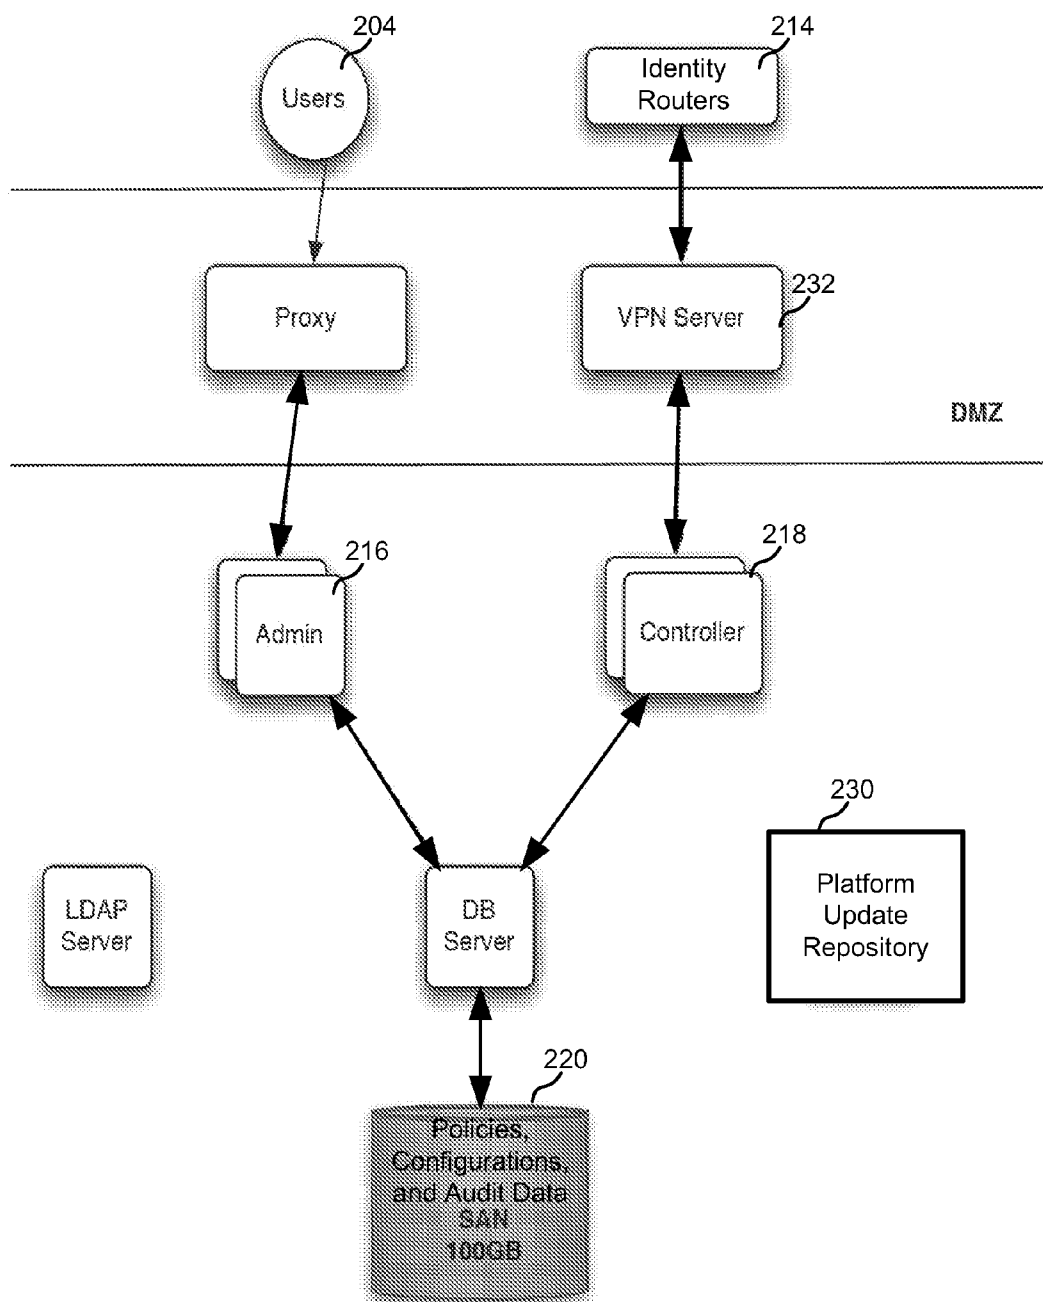 204
214
Users
Identity
Routers
232
Proxy
VPN Server
DMZ
216
218
Admin
Controller
230
LDAP
Server
DB
Server
Platform
Update
Repository
220
Policies,
Configurations,
and Audit Data
SAN
100GB